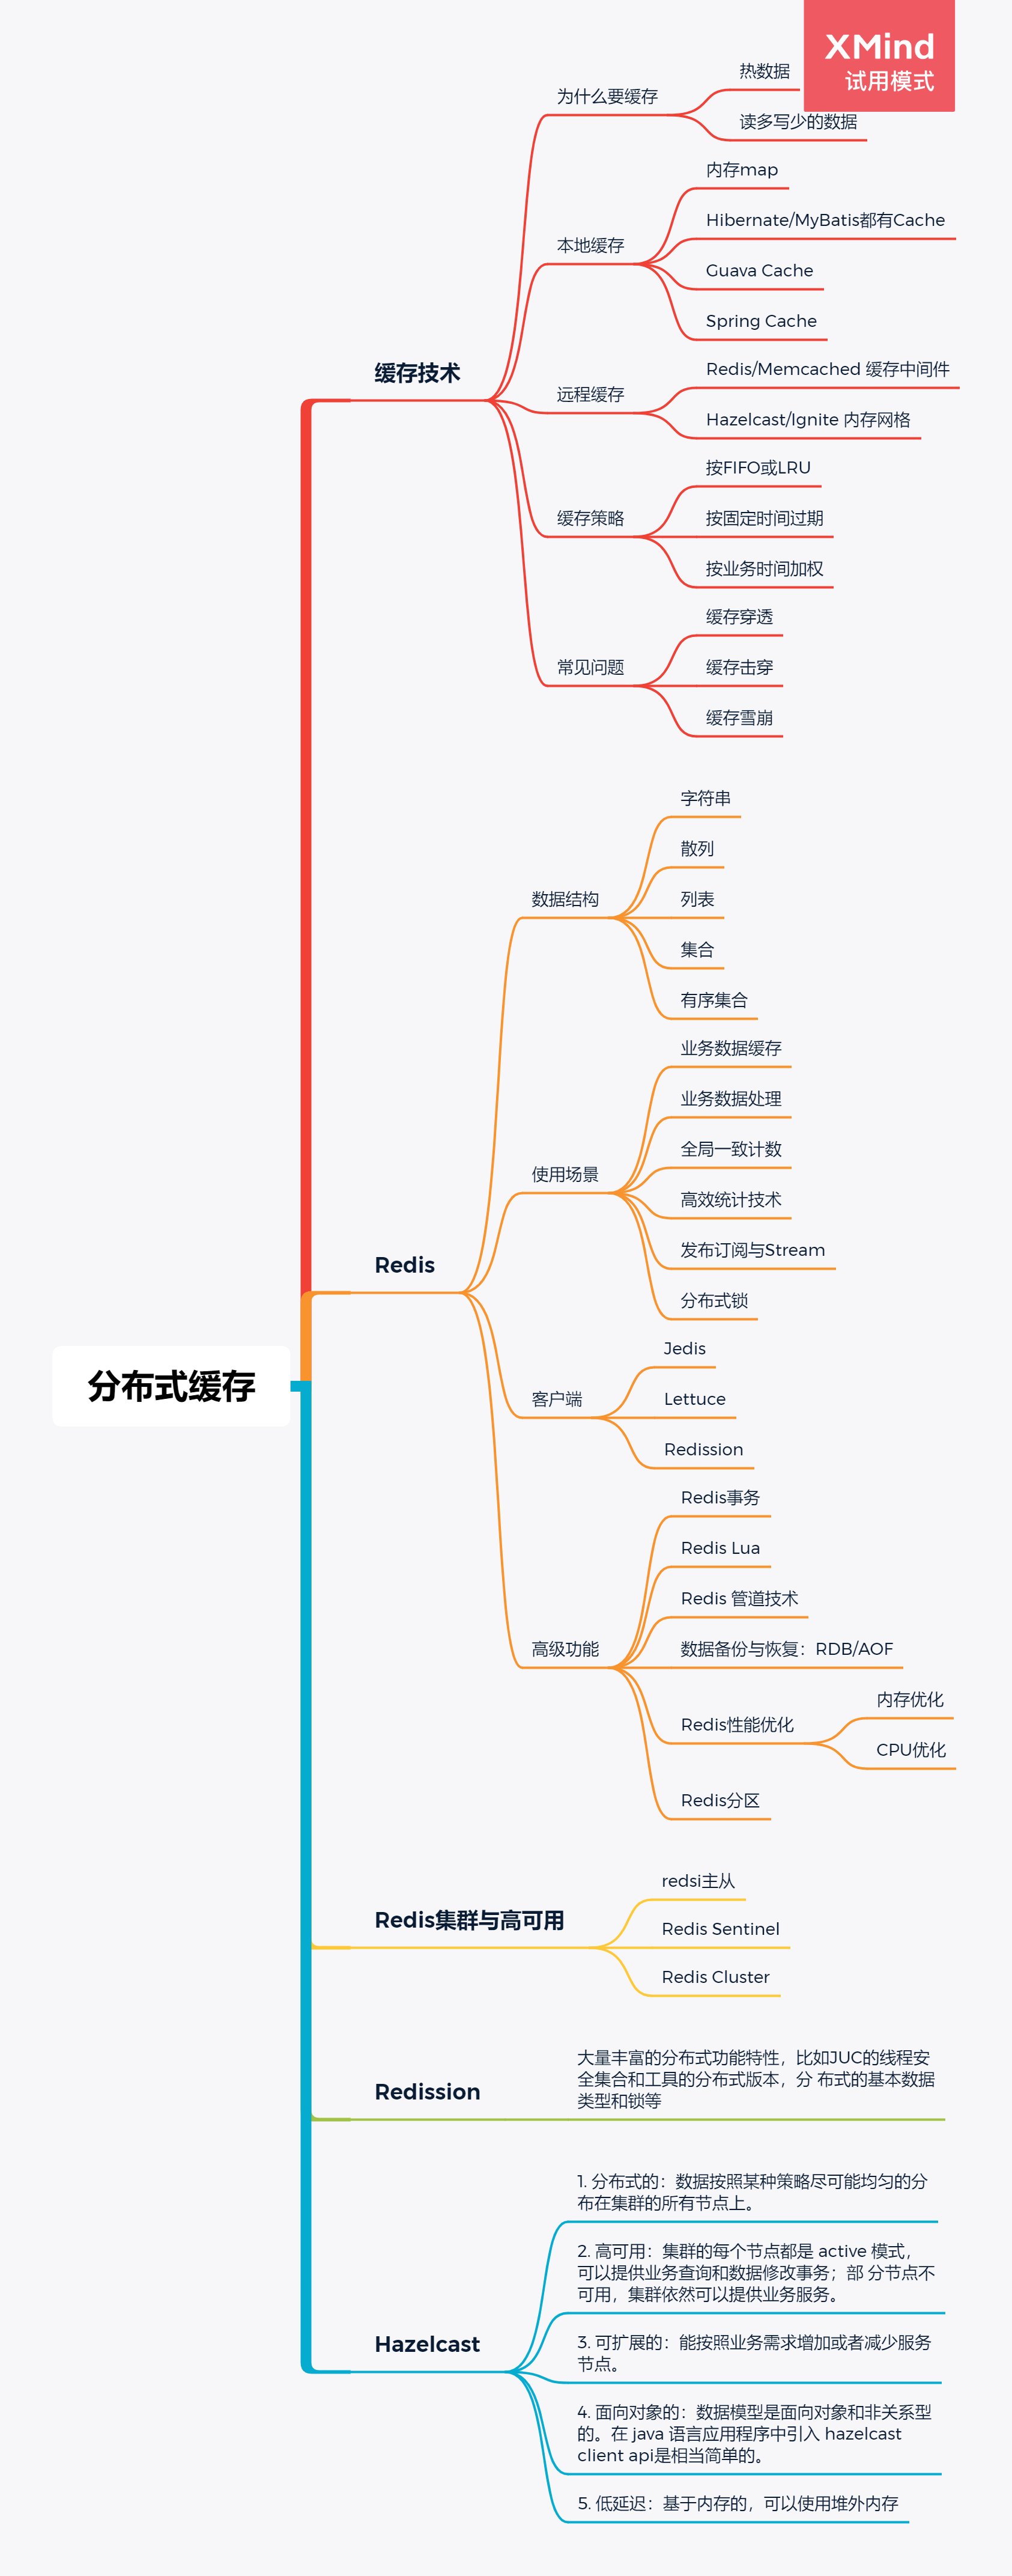 XMind
试用模式
分布式缓存
缓存技术
为什么要缓存
热数据
读多写少的数据
本地缓存
内存map
Hibernate/MyBatis都有Cache
Guava Cache
Spring Cache
远程缓存
Redis/Memcached 缓存中间件
Hazelcast/Ignite 内存网格
缓存策略
按FIFO或LRU
按固定时间过期
按业务时间加权
常见问题
缓存穿透
缓存击穿
缓存雪崩
Redis
数据结构
字符串
散列
列表
集合
有序集合
使用场景
业务数据缓存
业务数据处理
全局一致计数
高效统计技术
发布订阅与Stream
分布式锁
客户端
Jedis
Lettuce
Redission
高级功能
Redis事务
Redis Lua
Redis 管道技术
数据备份与恢复：RDB/AOF
Redis性能优化
内存优化
CPU优化
Redis分区
Redis集群与高可用
redsi主从
Redis Sentinel
Redis Cluster
Redission
大量丰富的分布式功能特性，比如JUC的线程安
全集合和工具的分布式版本，分 布式的基本数据
类型和锁等
Hazelcast
1. 分布式的：数据按照某种策略尽可能均匀的分
布在集群的所有节点上。
2. 高可用：集群的每个节点都是 active 模式，
可以提供业务查询和数据修改事务；部 分节点不
可用，集群依然可以提供业务服务。
3. 可扩展的：能按照业务需求增加或者减少服务
节点。
4. 面向对象的：数据模型是面向对象和非关系型
的。在 java 语言应用程序中引入 hazelcast
client api是相当简单的。
5. 低延迟：基于内存的，可以使用堆外内存